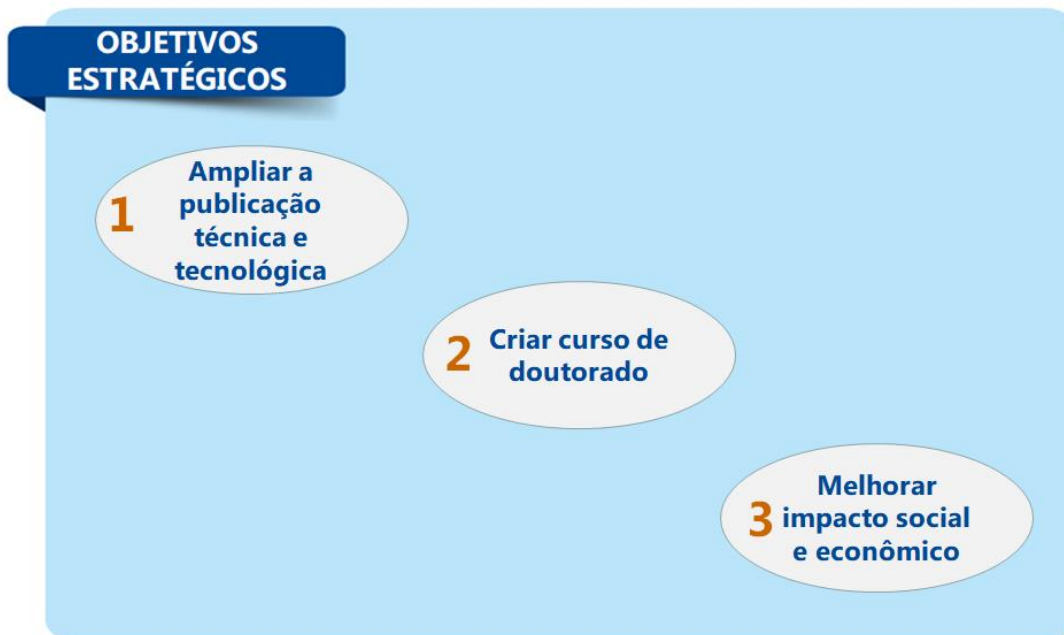 OBJETIVOS
ESTRATÉGICOS
1
Ampliar a
publicação
técnica e
tecnológica
2
Criar curso de
doutorado
3
Melhorar
impacto social
e econômico